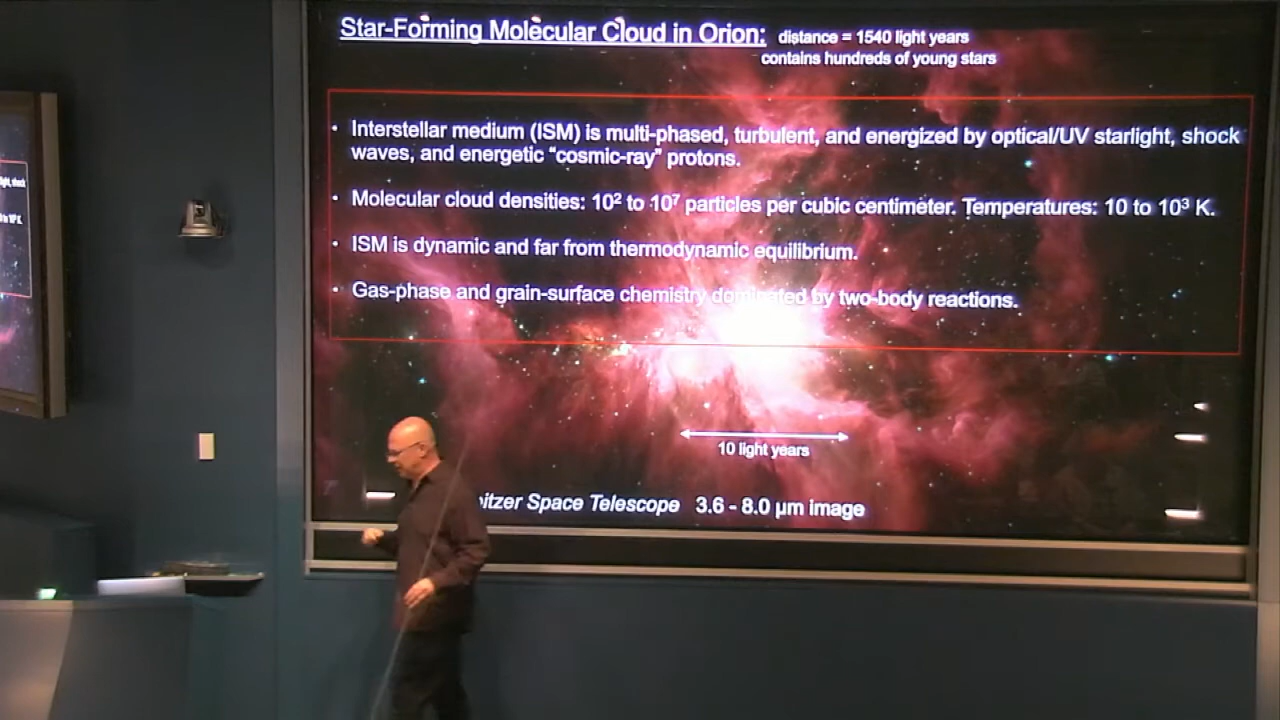 Star-Forming Molecular Cloud in Orion: distance = 1540 light years
contains hundreds of young stars
• Interstellar medium (ISM) is multi-phased, turbulent, and energized by optical/UV starlight, shock
waves, and energetic “cosmic-ray” protons.
• Molecular cloud densities: 10² to 10⁷ particles per cubic centimeter. Temperatures: 10 to 10³ K.
• ISM is dynamic and far from thermodynamic equilibrium.
• Gas-phase and grain-surface chemistry dominated by two-body reactions.
10 light years
Space Telescope 3.6 - 8.0 µm image